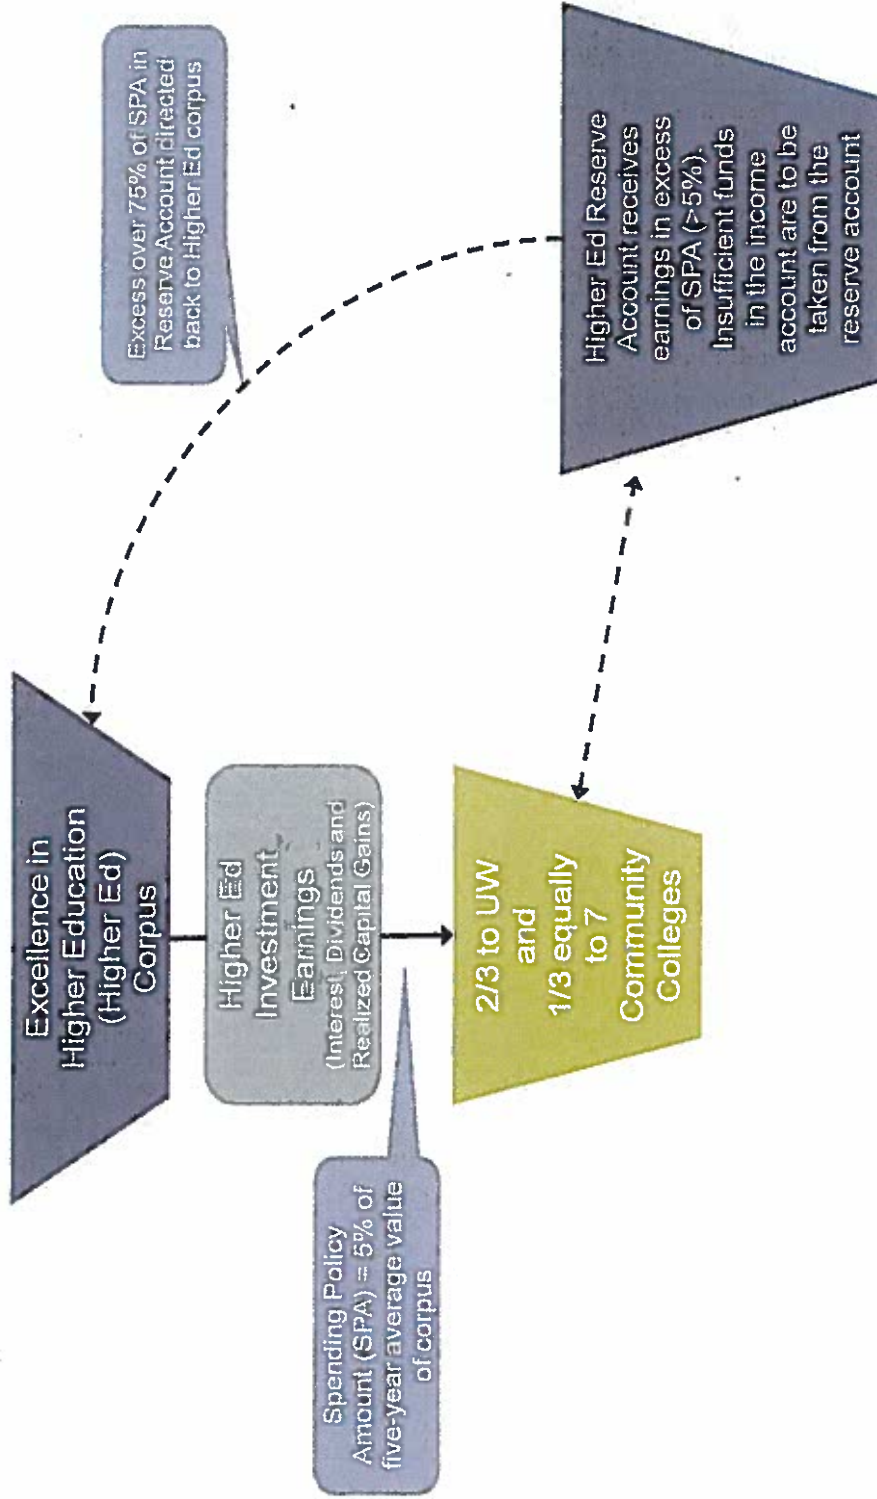 Excellence in
Higher Education
(Higher Ed)
Corpus
Higher Ed
Investment
Earnings
(Interest, Dividends and
Realized Capital Gains)
Spending Policy
Amount (SPA) = 5% of
five-year average value
of corpus
2/3 to UW
and
1/3 equally
to 7
Community
Colleges
Excess over 75% of SPA in
Reserve Account directed
back to Higher Ed corpus
Higher Ed Reserve
Account receives
earnings in excess
of SPA (>5%).
Insufficient funds
in the income
account are to be
taken from the
reserve account